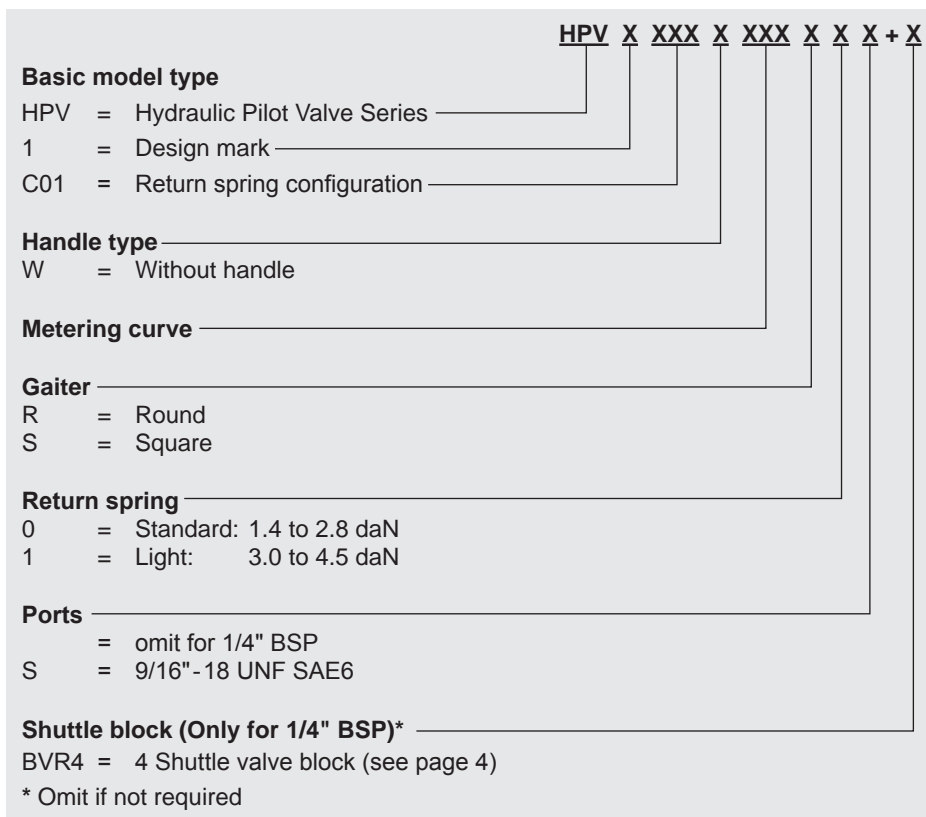 HPV X XXX X XXX X X X + X
Basic model type
HPV = Hydraulic Pilot Valve Series
1 = Design mark
C01 = Return spring configuration
Handle type
W = Without handle
Metering curve
Gaiter
R = Round
S = Square
Return spring
0 = Standard: 1.4 to 2.8 daN
1 = Light: 3.0 to 4.5 daN
Ports
= omit for 1/4" BSP
S = 9/16"-18 UNF SAE6
Shuttle block (Only for 1/4" BSP)*
BVR4 = 4 Shuttle valve block (see page 4)
* Omit if not required